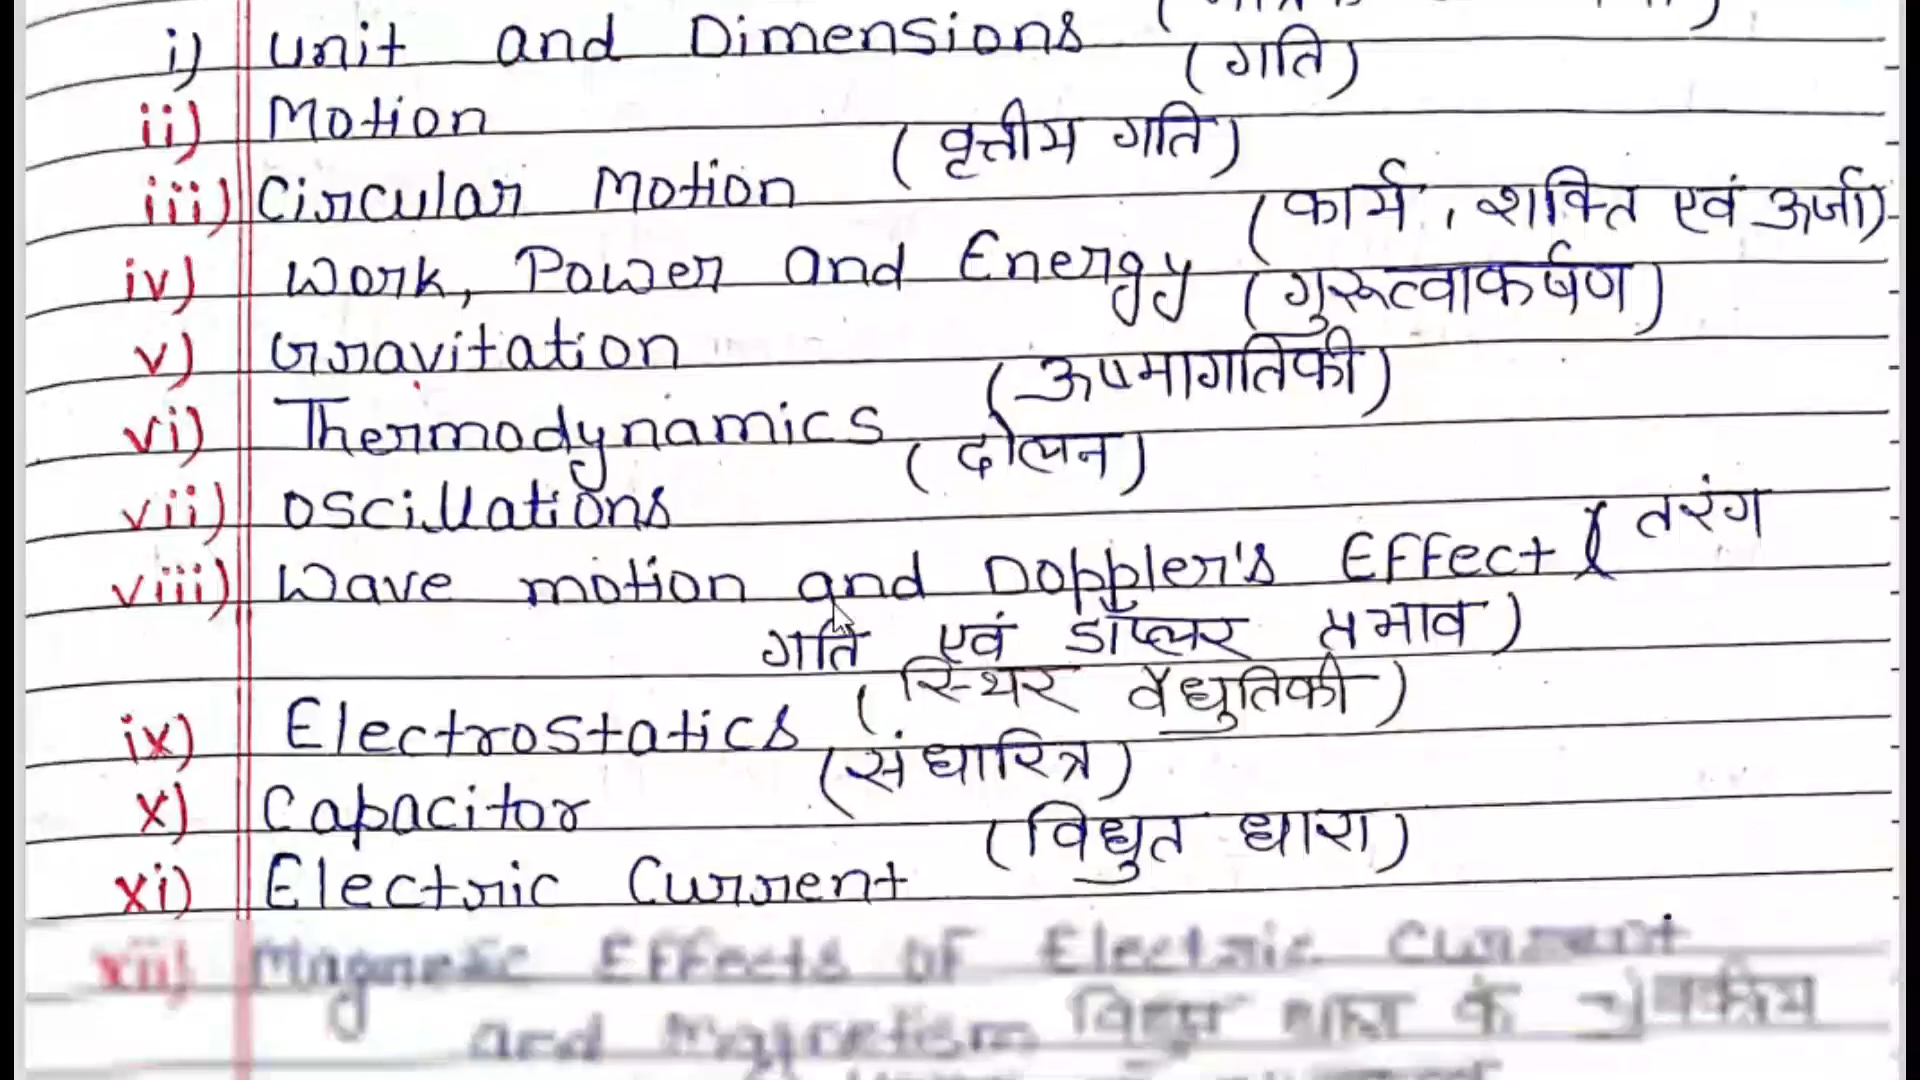 i) Unit and Dimensions
ii) Motion (गति)
iii) Circular Motion (वृत्तीय गति)
iv) Work, Power and Energy (कार्य, शक्ति एवं ऊर्जा)
v) Gravitation (गुरुत्वाकर्षण)
vi) Thermodynamics (ऊष्मागतिकी)
vii) Oscillations (दोलन)
viii) Wave motion and Doppler's Effect (तरंग
गति एवं डॉप्लर प्रभाव)
ix) Electrostatics (स्थिर वैधुतिकी)
x) Capacitor (संधारित्र)
xi) Electric Current (विधुत धारा)
xii) Magnetic Effects of Electric Current
and Magnetism के